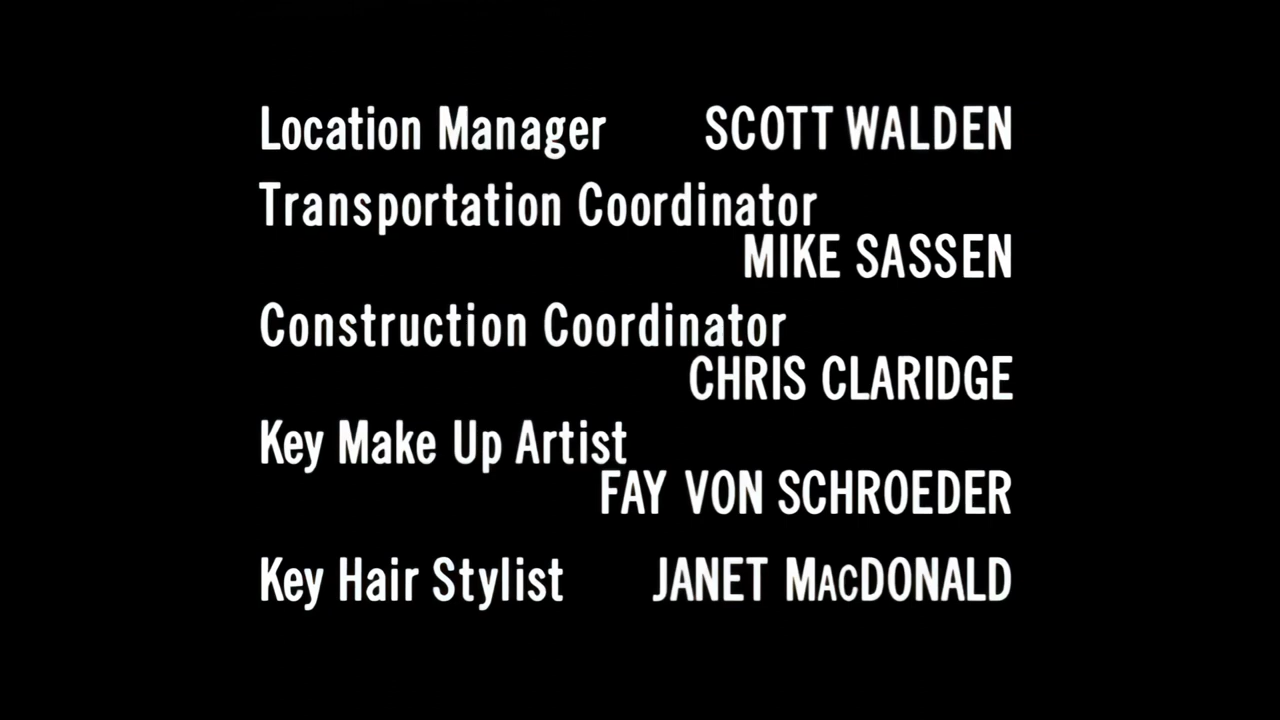 Location Manager SCOTT WALDEN
Transportation Coordinator
MIKE SASSEN
Construction Coordinator
CHRIS CLARIDGE
Key Make Up Artist
FAY VON SCHROEDER
Key Hair Stylist JANET MACDONALD